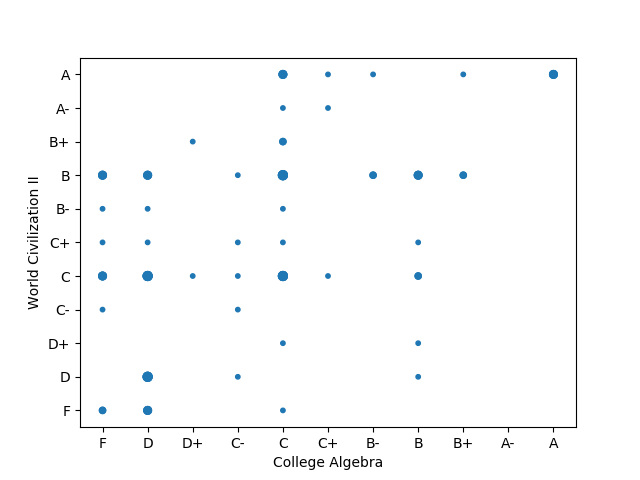 A
A-
B+
B
B-
C+
C
C-
D+
D
F
World Civilization II
F D D+ C- C C+ B- B B+ A- A
College Algebra